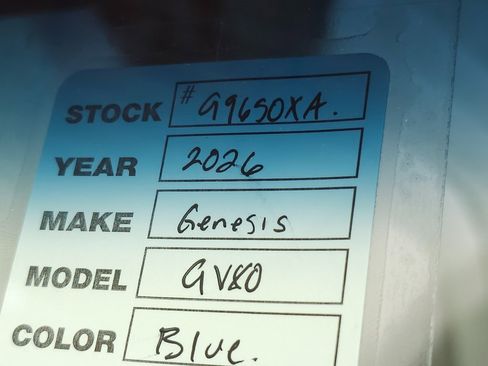 STOCK #G9650XA.
YEAR 2026
MAKE Genesis
MODEL GV80
COLOR Blue.